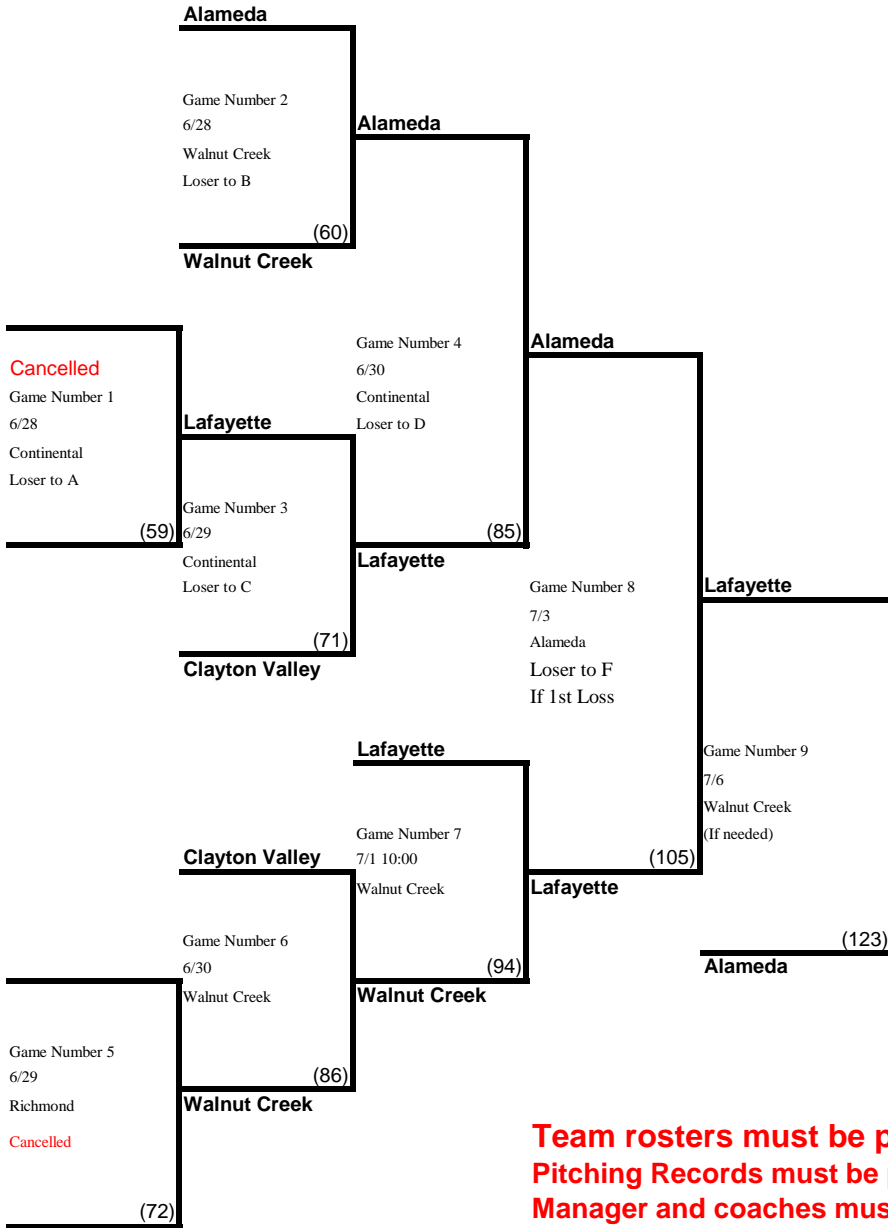 Alameda
Game Number 2
6/28
Walnut Creek
Loser to B
(60)
Walnut Creek
Alameda
Cancelled
Game Number 1
6/28
Continental
Loser to A
(59)
Lafayette
Game Number 3
6/29
Continental
Loser to C
(71)
Clayton Valley
Game Number 4
6/30
Continental
Loser to D
(85)
Lafayette
Alameda
Game Number 8
7/3
Alameda
Loser to F
If 1st Loss
(105)
Lafayette
Lafayette
Game Number 9
7/6
Walnut Creek
(If needed)
(123)
Alameda
Lafayette
Game Number 7
7/1 10:00
Walnut Creek
(94)
Walnut Creek
Clayton Valley
Game Number 6
6/30
Walnut Creek
(86)
Walnut Creek
Game Number 5
6/29
Richmond
Cancelled
(72)
Team rosters must be p
Pitching Records must be
Manager and coaches mus